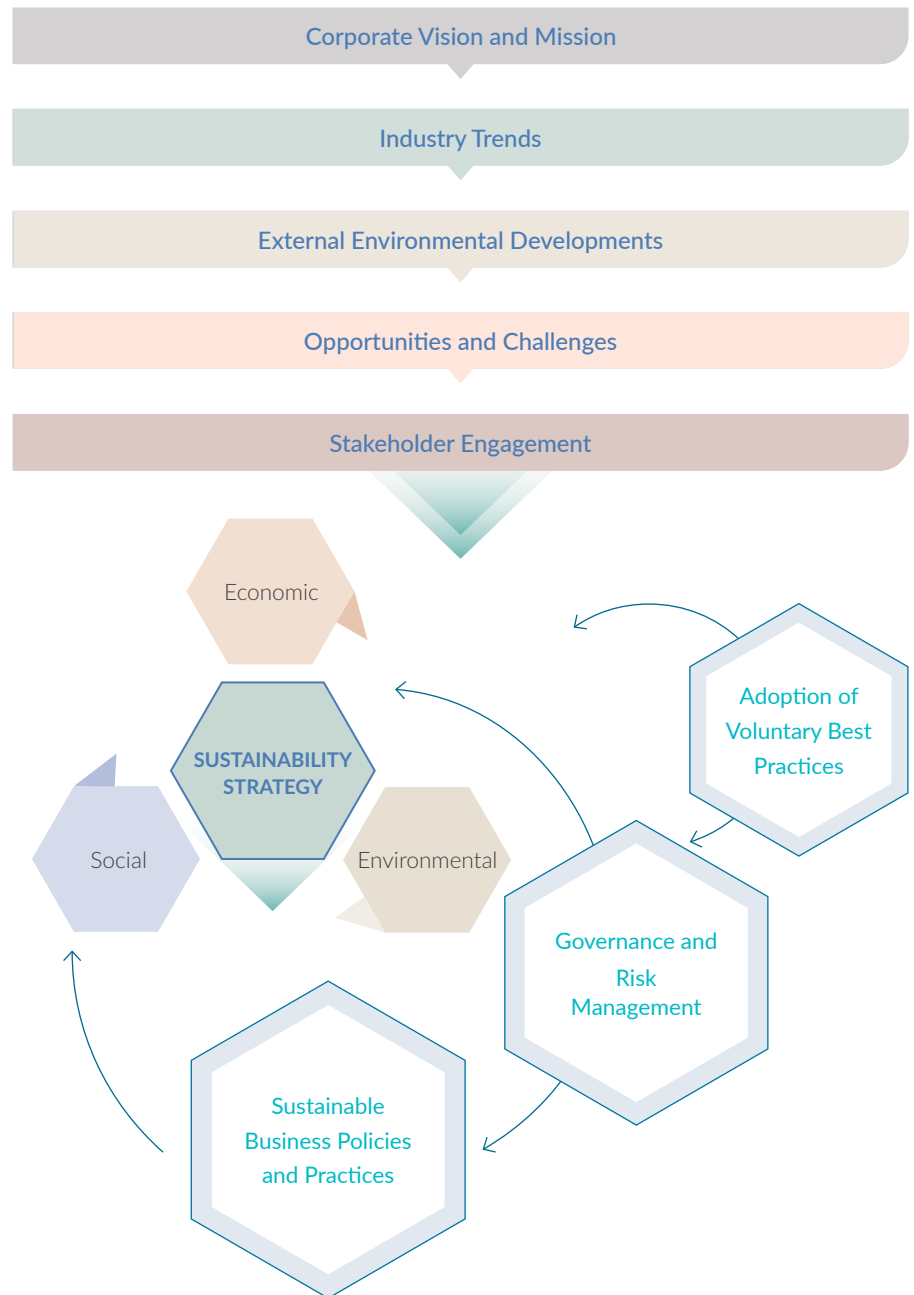 Corporate Vision and Mission
Industry Trends
External Environmental Developments
Opportunities and Challenges
Stakeholder Engagement
Economic
SUSTAINABILITY
STRATEGY
Social
Environmental
Adoption of
Voluntary Best
Practices
Governance and
Risk
Management
Sustainable
Business Policies
and Practices